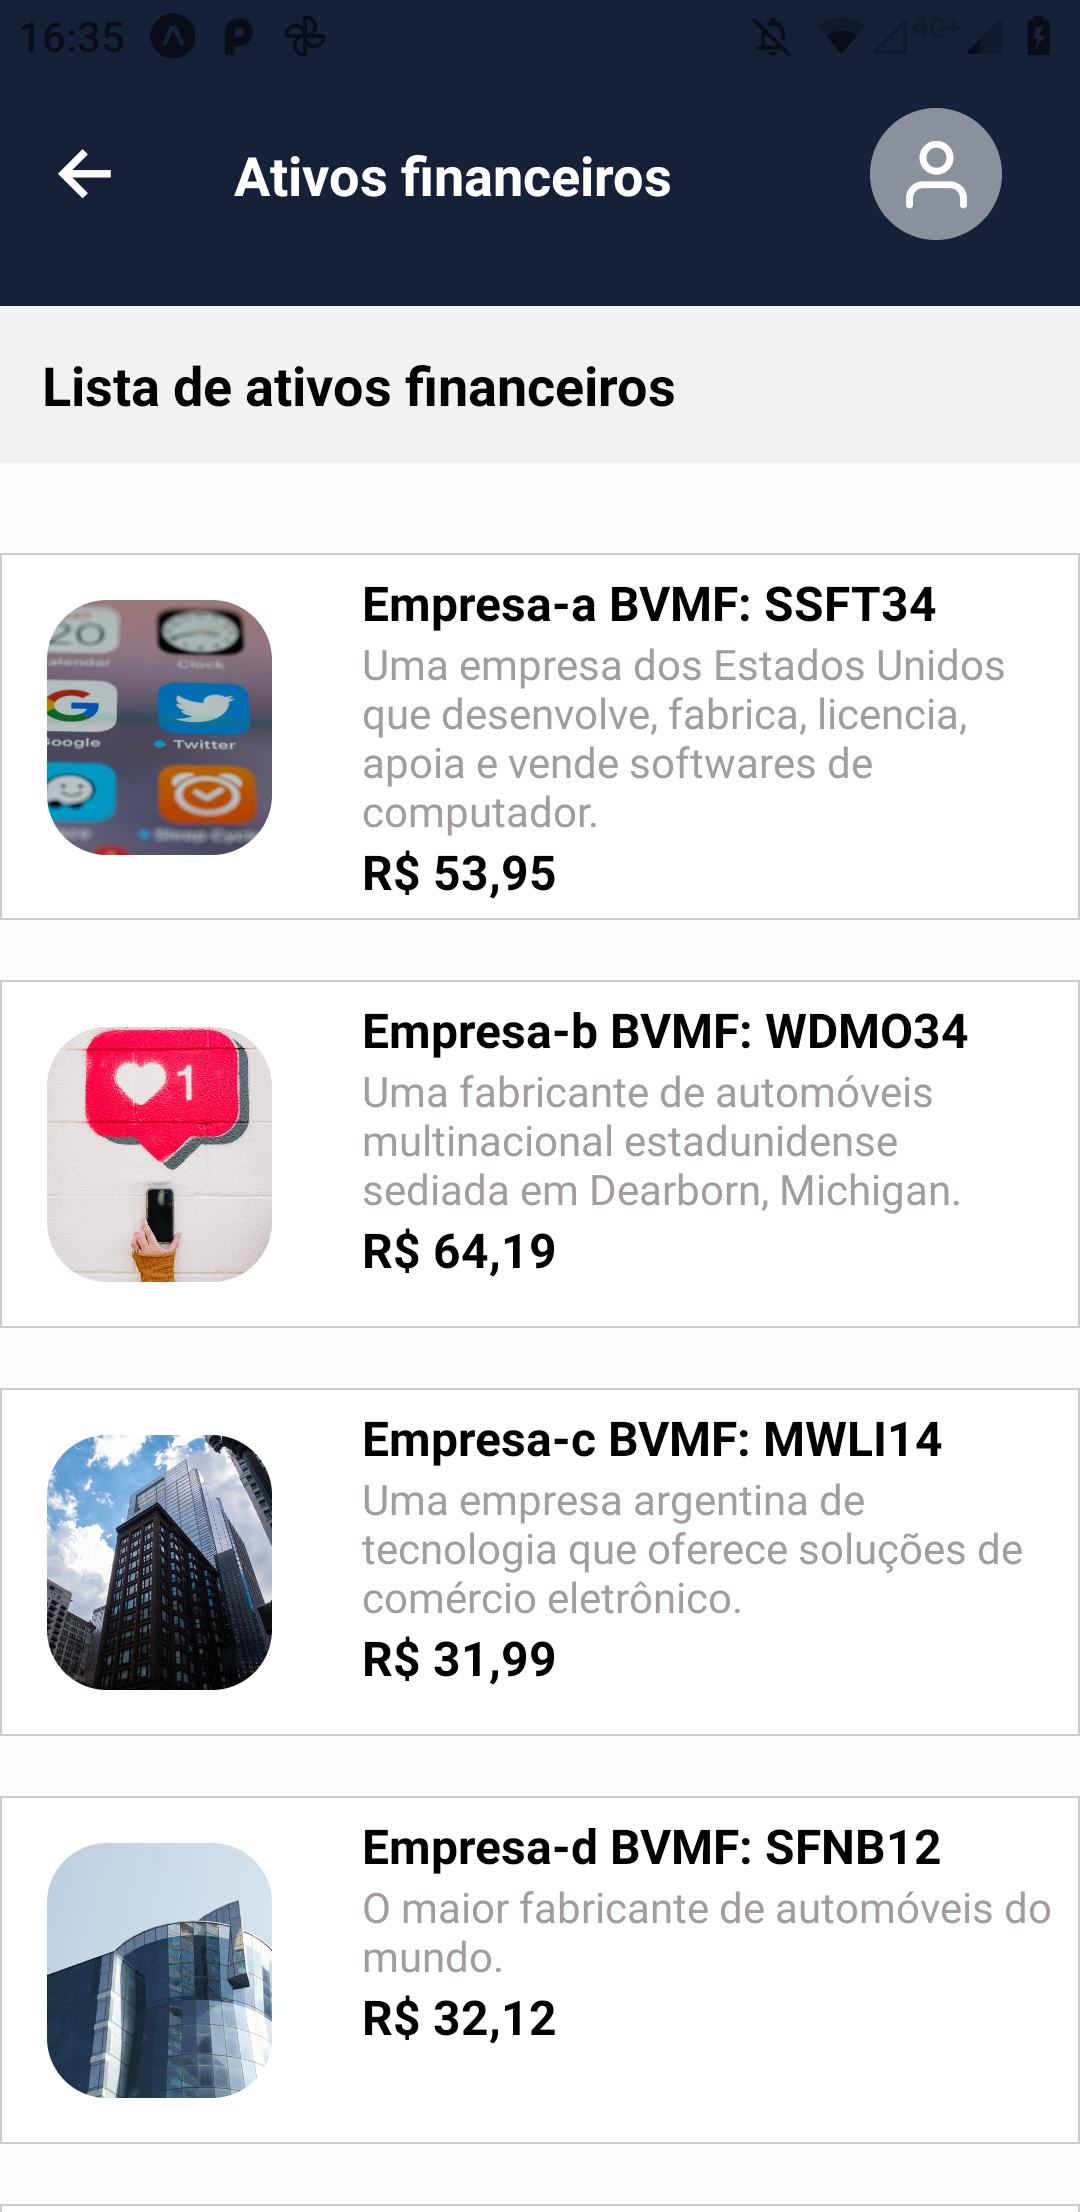 16:35
4G+
Ativos financeiros
Lista de ativos financeiros
Empresa-a BVMF: SSFT34
Uma empresa dos Estados Unidos
que desenvolve, fabrica, licencia,
apoia e vende softwares de
computador.
R$ 53,95
20
alendar
Clock
G
oogle
Twitter
Sleep Cycle
Empresa-b BVMF: WDMO34
Uma fabricante de automóveis
multinacional estadunidense
sediada em Dearborn, Michigan.
R$ 64,19
1
Empresa-c BVMF: MWLI14
Uma empresa argentina de
tecnologia que oferece soluções de
comércio eletrônico.
R$ 31,99
Empresa-d BVMF: SFNB12
O maior fabricante de automóveis do
mundo.
R$ 32,12